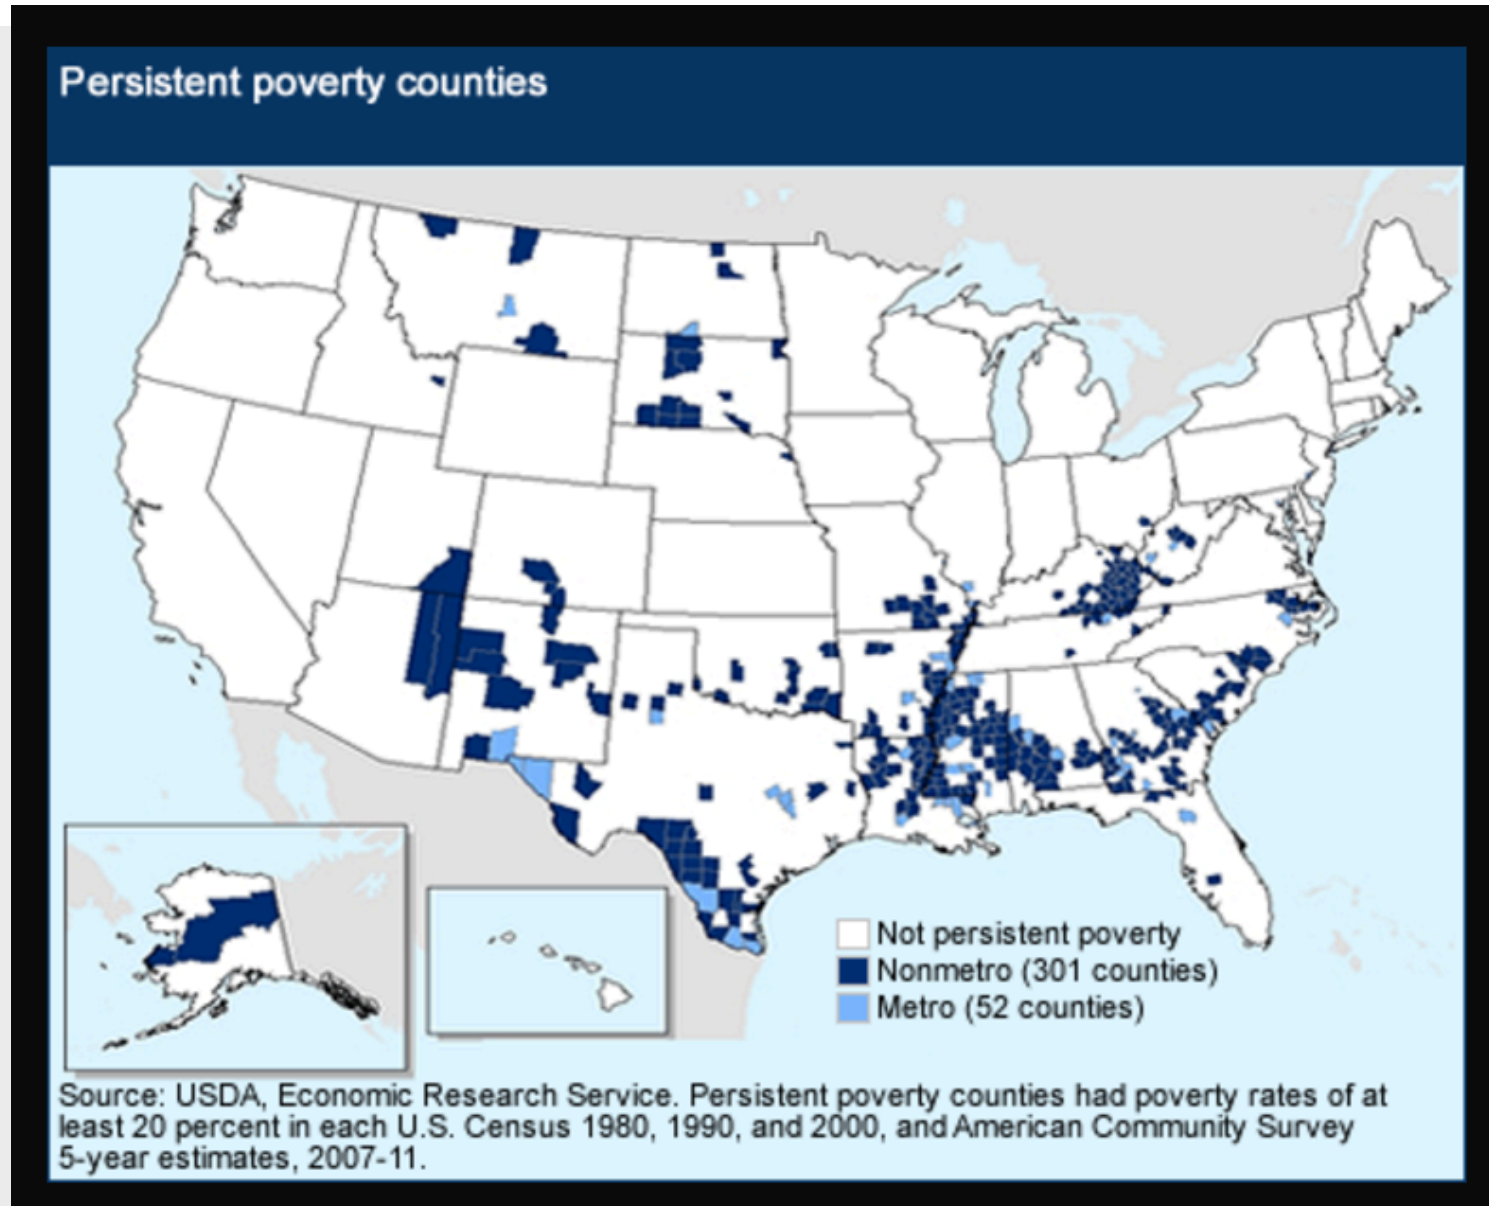 Persistent poverty counties
Not persistent poverty
Nonmetro (301 counties)
Metro (52 counties)
Source: USDA, Economic Research Service. Persistent poverty counties had poverty rates of at
least 20 percent in each U.S. Census 1980, 1990, and 2000, and American Community Survey
5-year estimates, 2007-11.